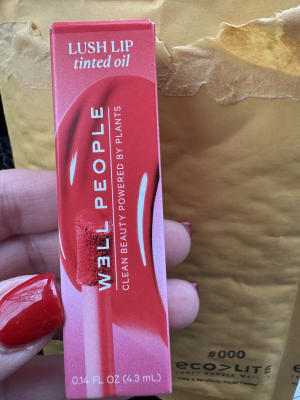 LUSH LIP
tinted oil
W3LL PEOPLE
CLEAN BEAUTY POWERED BY PLANTS
0.14 FL OZ (4.3 mL)
#000
ECO>LITE